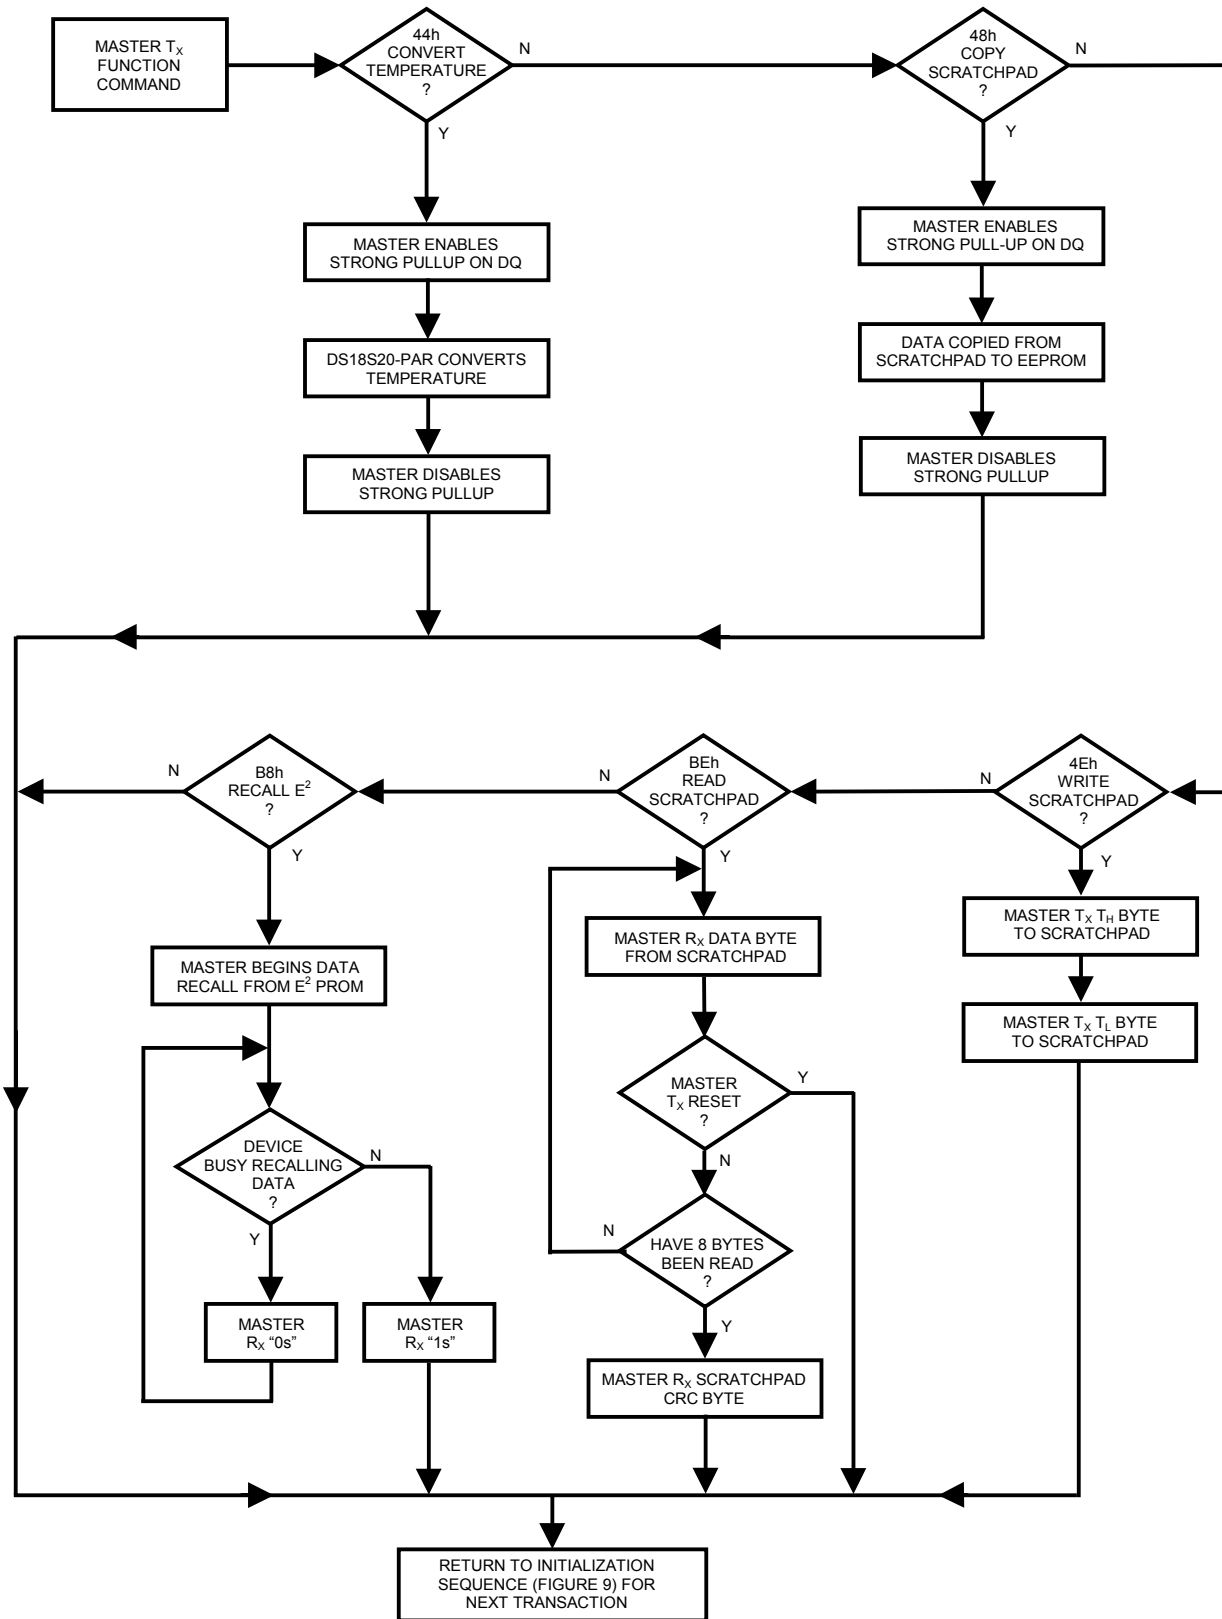 MASTER TX
FUNCTION
COMMAND
44h
CONVERT
TEMPERATURE
?
N
Y
48h
COPY
SCRATCHPAD
?
N
Y
MASTER ENABLES
STRONG PULLUP ON DQ
DS18S20-PAR CONVERTS
TEMPERATURE
MASTER DISABLES
STRONG PULLUP
MASTER ENABLES
STRONG PULL-UP ON DQ
DATA COPIED FROM
SCRATCHPAD TO EEPROM
MASTER DISABLES
STRONG PULLUP
N
B8h
RECALL E²
?
Y
N
BEh
READ
SCRATCHPAD
?
Y
N
4Eh
WRITE
SCRATCHPAD
?
Y
MASTER BEGINS DATA
RECALL FROM E² PROM
DEVICE
BUSY RECALLING
DATA
?
N
Y
MASTER
RX “0s”
MASTER
RX “1s”
MASTER RX DATA BYTE
FROM SCRATCHPAD
MASTER
TX RESET
?
Y
N
HAVE 8 BYTES
BEEN READ
?
N
Y
MASTER RX SCRATCHPAD
CRC BYTE
MASTER TX TH BYTE
TO SCRATCHPAD
MASTER TX TL BYTE
TO SCRATCHPAD
RETURN TO INITIALIZATION
SEQUENCE (FIGURE 9) FOR
NEXT TRANSACTION